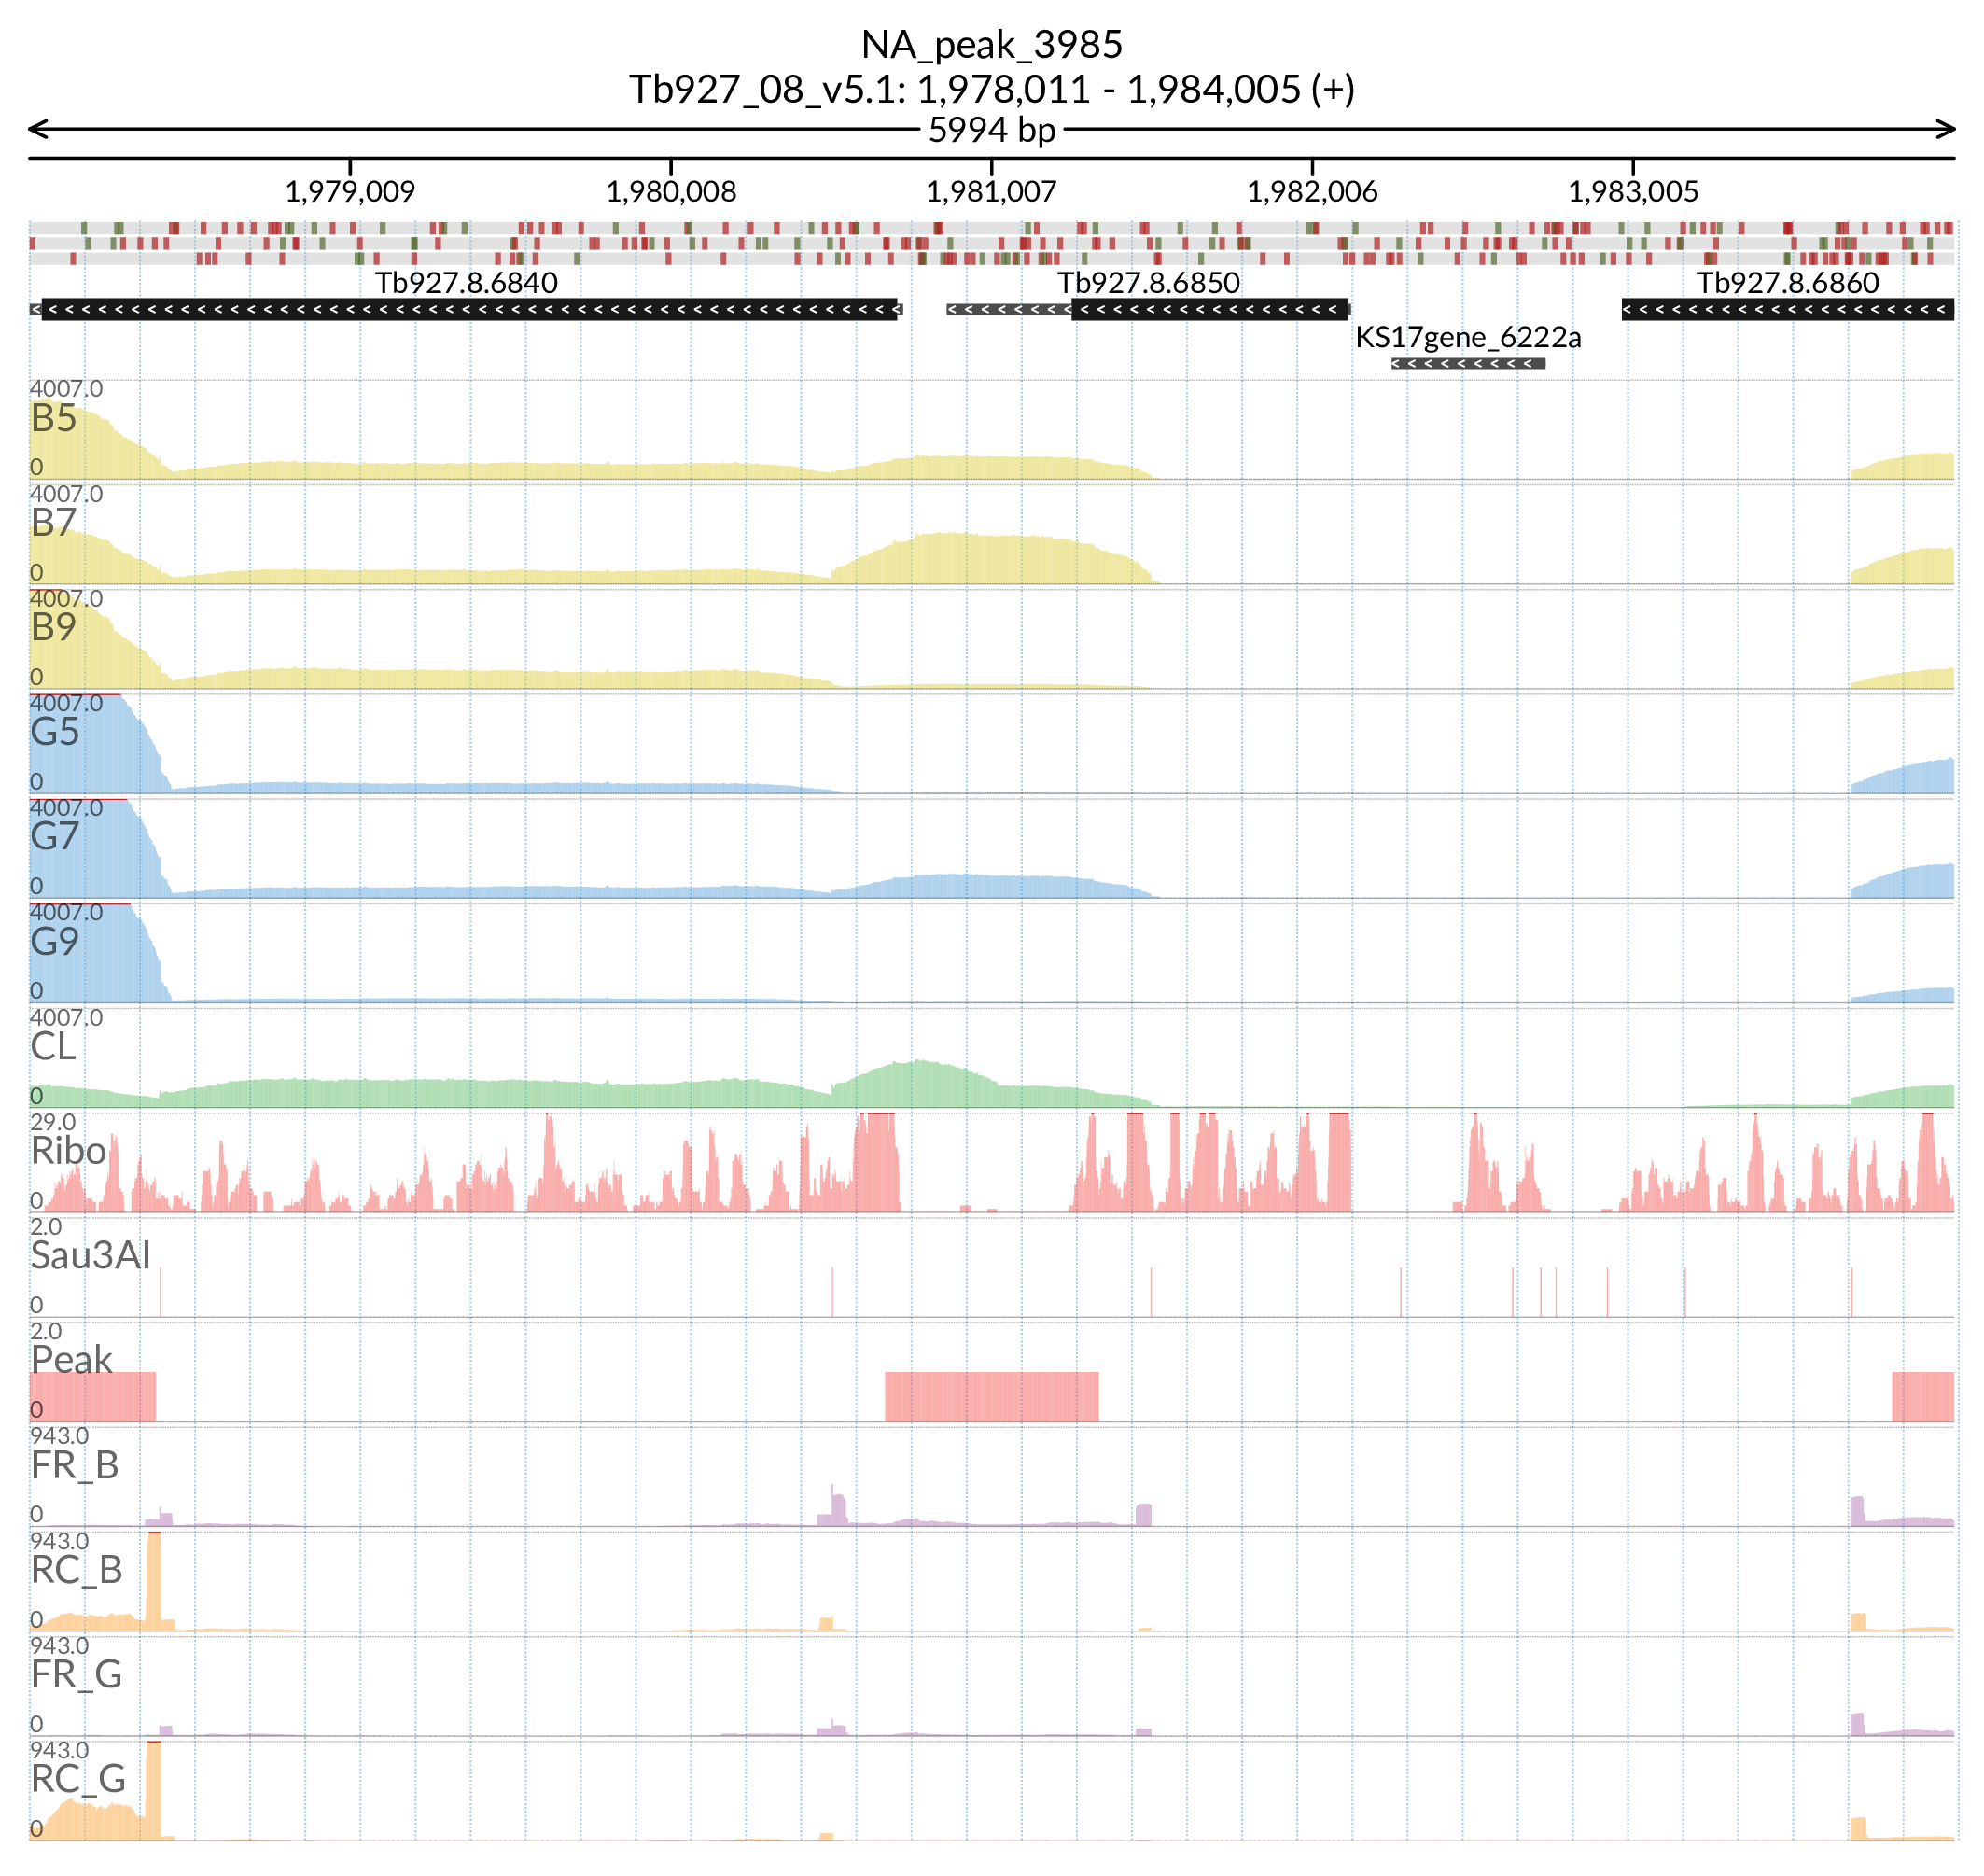 NA_peak_3985
Tb927_08_v5.1: 1,978,011 - 1,984,005 (+)
5994 bp
1,979,009 1,980,008 1,981,007 1,982,006 1,983,005
Tb927.8.6840 Tb927.8.6850 Tb927.8.6860
KS17gene_6222a
4007.0
B5
0
4007.0
B7
0
4007.0
B9
0
4007.0
G5
0
4007.0
G7
0
4007.0
G9
0
4007.0
CL
0
29.0
Ribo
0
2.0
Sau3AI
0
2.0
Peak
0
943.0
FR_B
0
943.0
RC_B
0
943.0
FR_G
0
943.0
RC_G
0